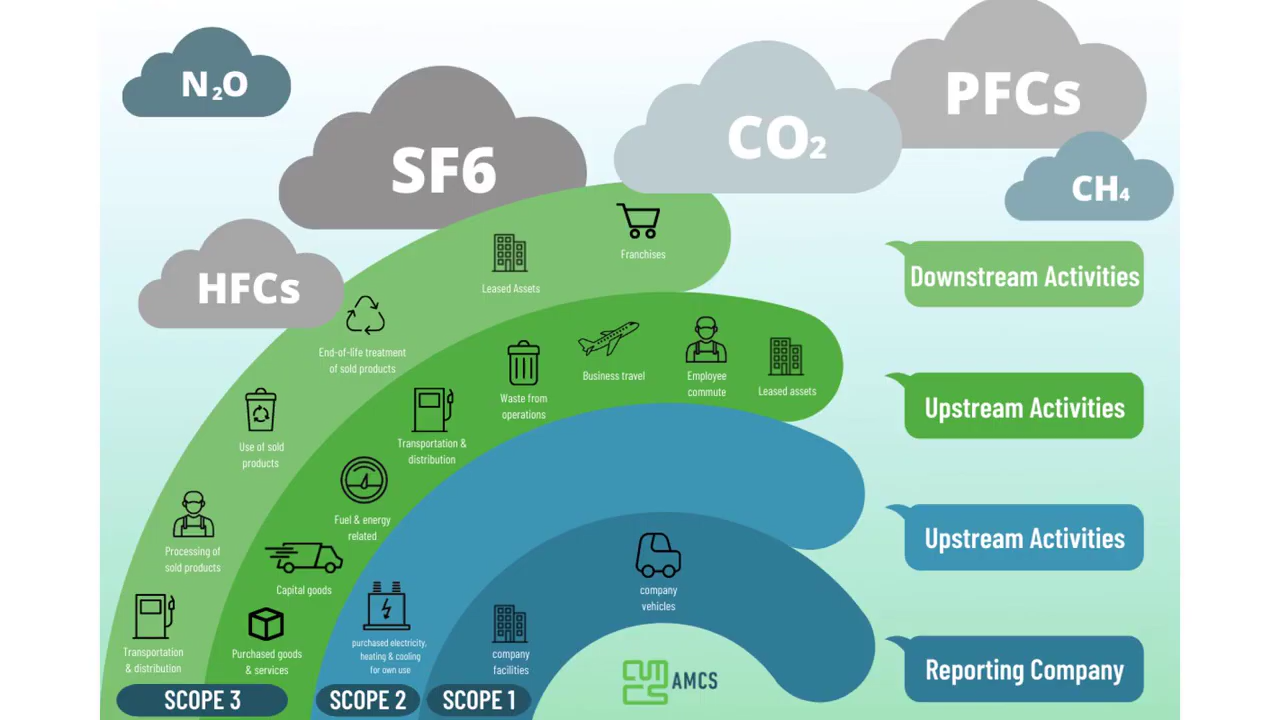 N₂O
SF6
CO₂
PFCs
CH₄
HFCs
Franchises
Leased Assets
End-of-life treatment
of sold products
Use of sold
products
Processing of
sold products
Transportation
& distribution
Leased assets
Employee
commute
Business travel
Waste from
operations
Transportation &
distribution
Fuel & energy
related
Capital goods
Purchased goods
& services
purchased electricity,
heating & cooling
for own use
company
facilities
company
vehicles
SCOPE 3
SCOPE 2
SCOPE 1
AMCS
Downstream Activities
Upstream Activities
Upstream Activities
Reporting Company